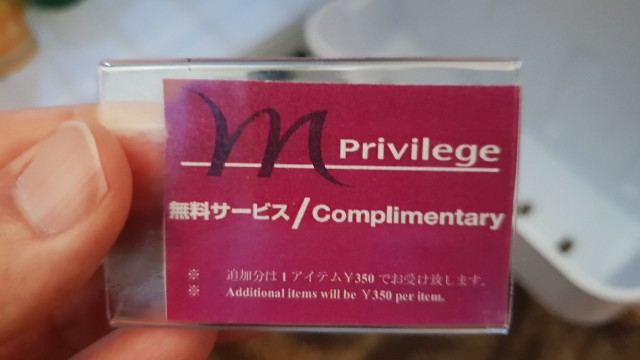 m Privilege
無料サービス/Complimentary
※ 追加分は1アイテム¥350でお受け致します。
※ Additional items will be ¥350 per item.